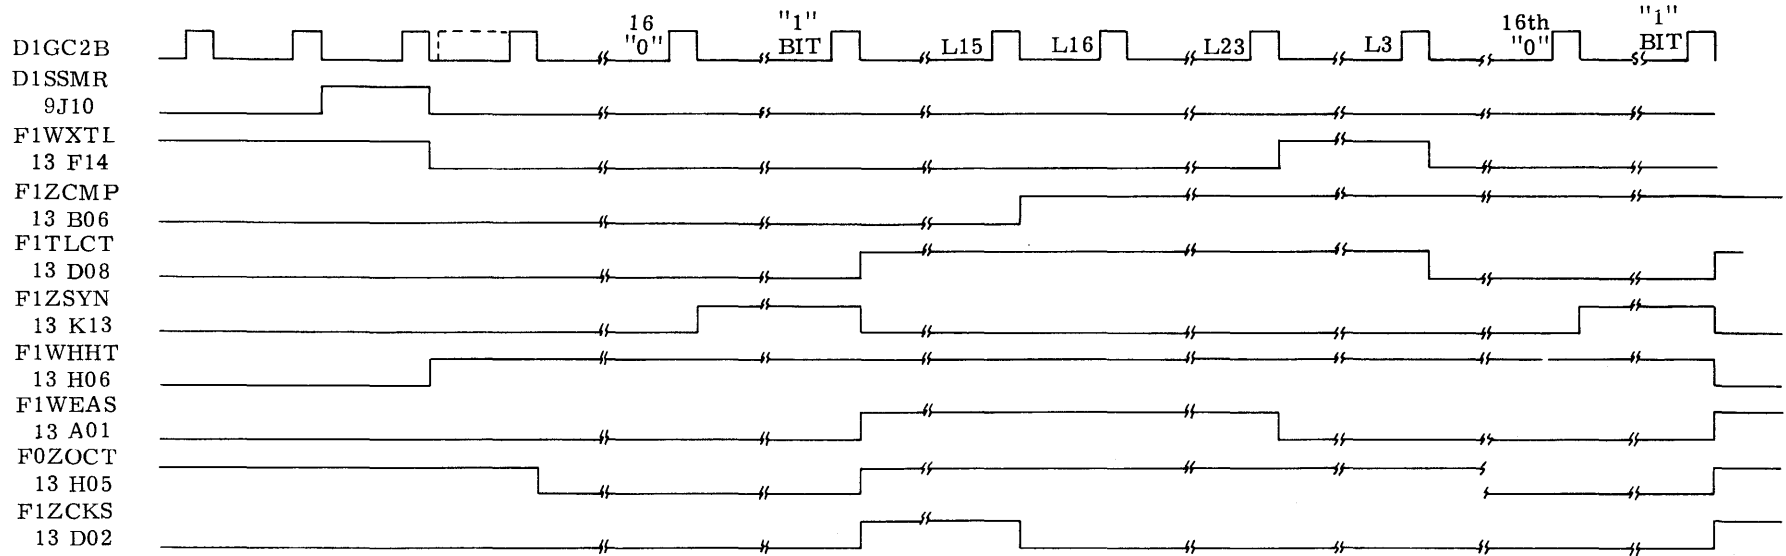 16 "1" 16th "1"
D1GC2B "0" BIT L15 L16 L23 L3 "0" BIT
D1SSMR
9J10
F1WXTL
13 F14
F1ZCMP
13 B06
F1TLCT
13 D08
F1ZSYN
13 K13
F1WHHT
13 H06
F1WEAS
13 A01
F0ZOCT
13 H05
F1ZCKS
13 D02